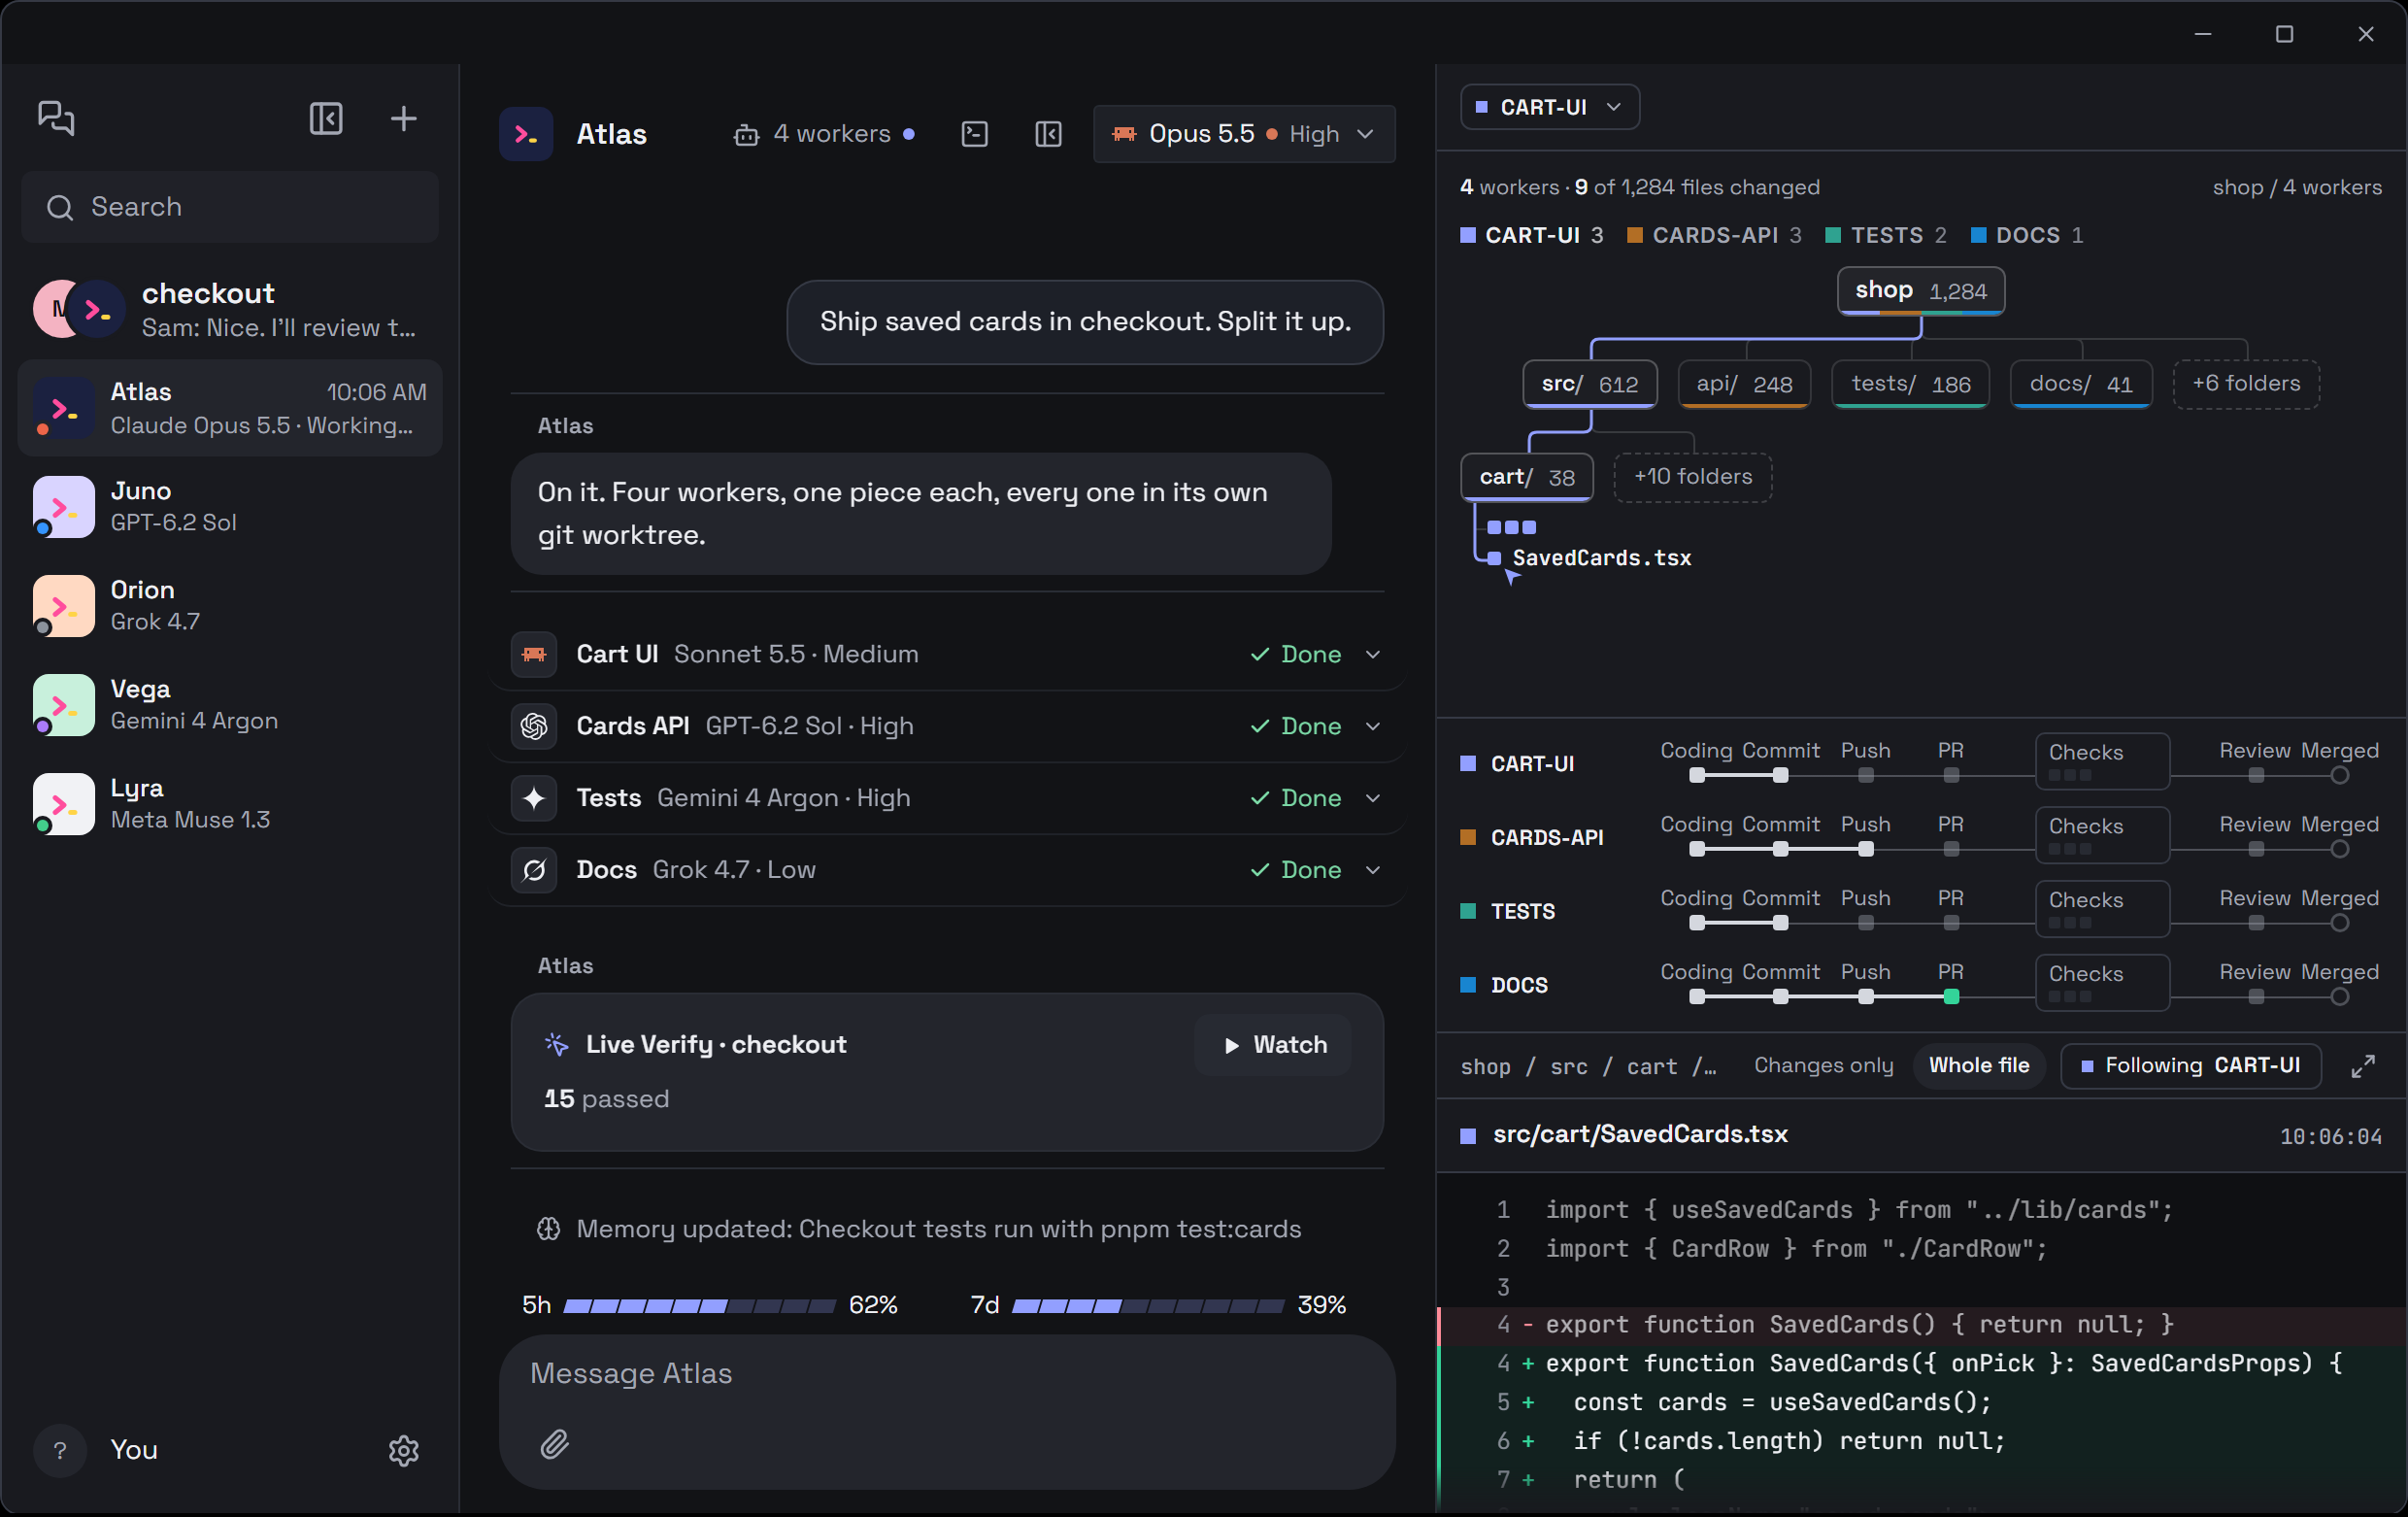 Search
checkout
Sam: Nice. I'll review t...
Atlas 10:06 AM
Claude Opus 5.5 · Working...
Juno
GPT-6.2 Sol
Orion
Grok 4.7
Vega
Gemini 4 Argon
Lyra
Meta Muse 1.3
? You
Atlas 4 workers Opus 5.5 High
Ship saved cards in checkout. Split it up.
Atlas
On it. Four workers, one piece each, every one in its own
git worktree.
Cart UI Sonnet 5.5 · Medium Done
Cards API GPT-6.2 Sol · High Done
Tests Gemini 4 Argon · High Done
Docs Grok 4.7 · Low Done
Atlas
Live Verify · checkout Watch
15 passed
Memory updated: Checkout tests run with pnpm test:cards
5h 62% 7d 39%
Message Atlas
CART-UI
4 workers · 9 of 1,284 files changed shop / 4 workers
CART-UI 3 CARDS-API 3 TESTS 2 DOCS 1
shop 1,284
src/ 612 api/ 248 tests/ 186 docs/ 41 +6 folders
cart/ 38 +10 folders
SavedCards.tsx
CART-UI Coding Commit Push PR Checks Review Merged
CARDS-API Coding Commit Push PR Checks Review Merged
TESTS Coding Commit Push PR Checks Review Merged
DOCS Coding Commit Push PR Checks Review Merged
shop / src / cart /… Changes only Whole file Following CART-UI
src/cart/SavedCards.tsx 10:06:04
1 import { useSavedCards } from "../lib/cards";
2 import { CardRow } from "./CardRow";
3
4 - export function SavedCards() { return null; }
4 + export function SavedCards({ onPick }: SavedCardsProps) {
5 + const cards = useSavedCards();
6 + if (!cards.length) return null;
7 + return (